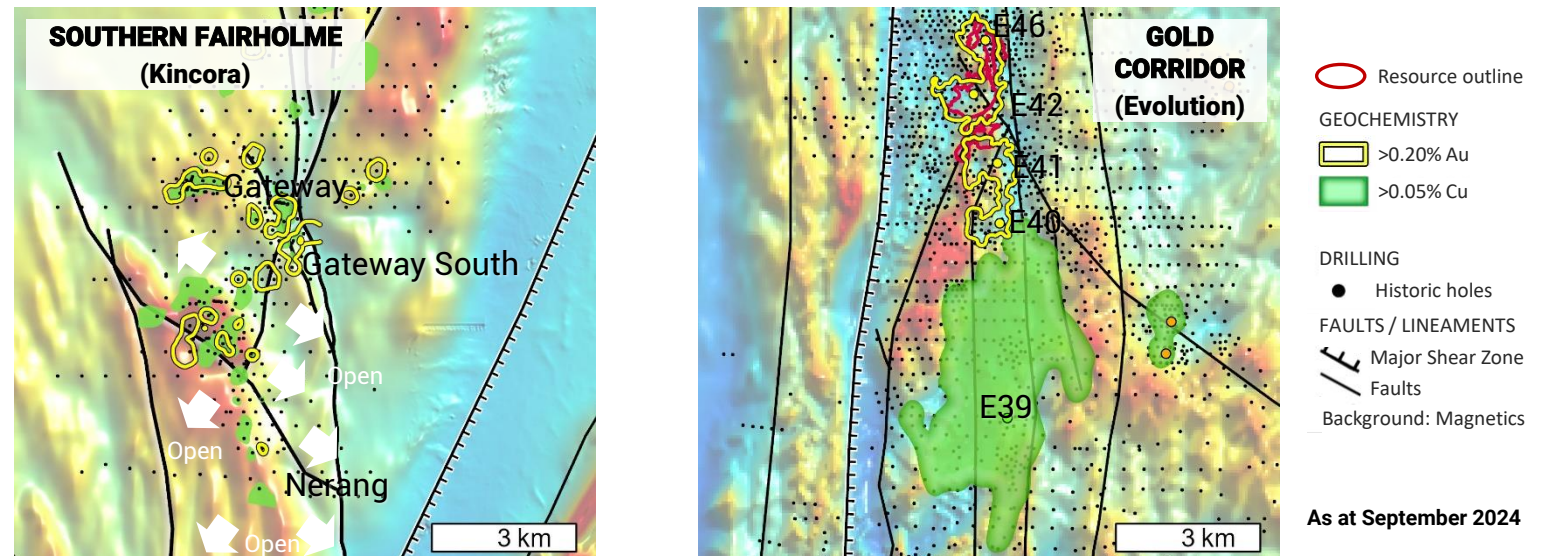 SOUTHERN FAIRHOLME
(Kincora)
Gateway
Gateway South
Open
Open
Nerang
Open
3 km
GOLD
CORRIDOR
(Evolution)
E46
E42
E41
E40
E39
3 km
Resource outline
GEOCHEMISTRY
>0.20% Au
>0.05% Cu
DRILLING
Historic holes
FAULTS / LINEAMENTS
Major Shear Zone
Faults
Background: Magnetics
As at September 2024